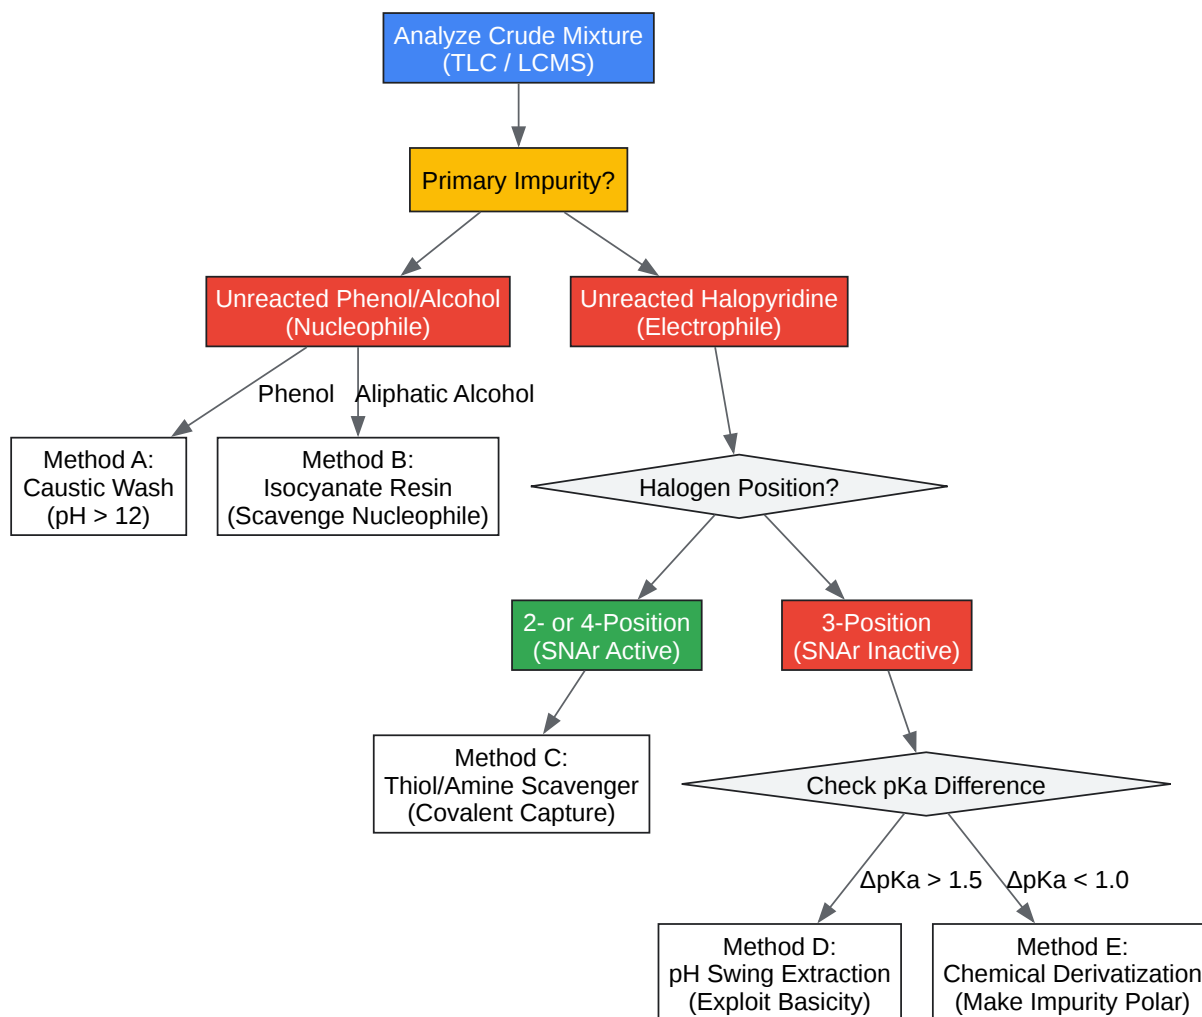 Analyze Crude Mixture
(TLC / LCMS)
Primary Impurity?
Unreacted Phenol/Alcohol
(Nucleophile)
Unreacted Halopyridine
(Electrophile)
Phenol
Aliphatic Alcohol
Method A:
Caustic Wash
(pH > 12)
Method B:
Isocyanate Resin
(Scavenge Nucleophile)
Halogen Position?
2- or 4-Position
(SNAr Active)
3-Position
(SNAr Inactive)
Method C:
Thiol/Amine Scavenger
(Covalent Capture)
Check pKa Difference
ΔpKa > 1.5
ΔpKa < 1.0
Method D:
pH Swing Extraction
(Exploit Basicity)
Method E:
Chemical Derivatization
(Make Impurity Polar)